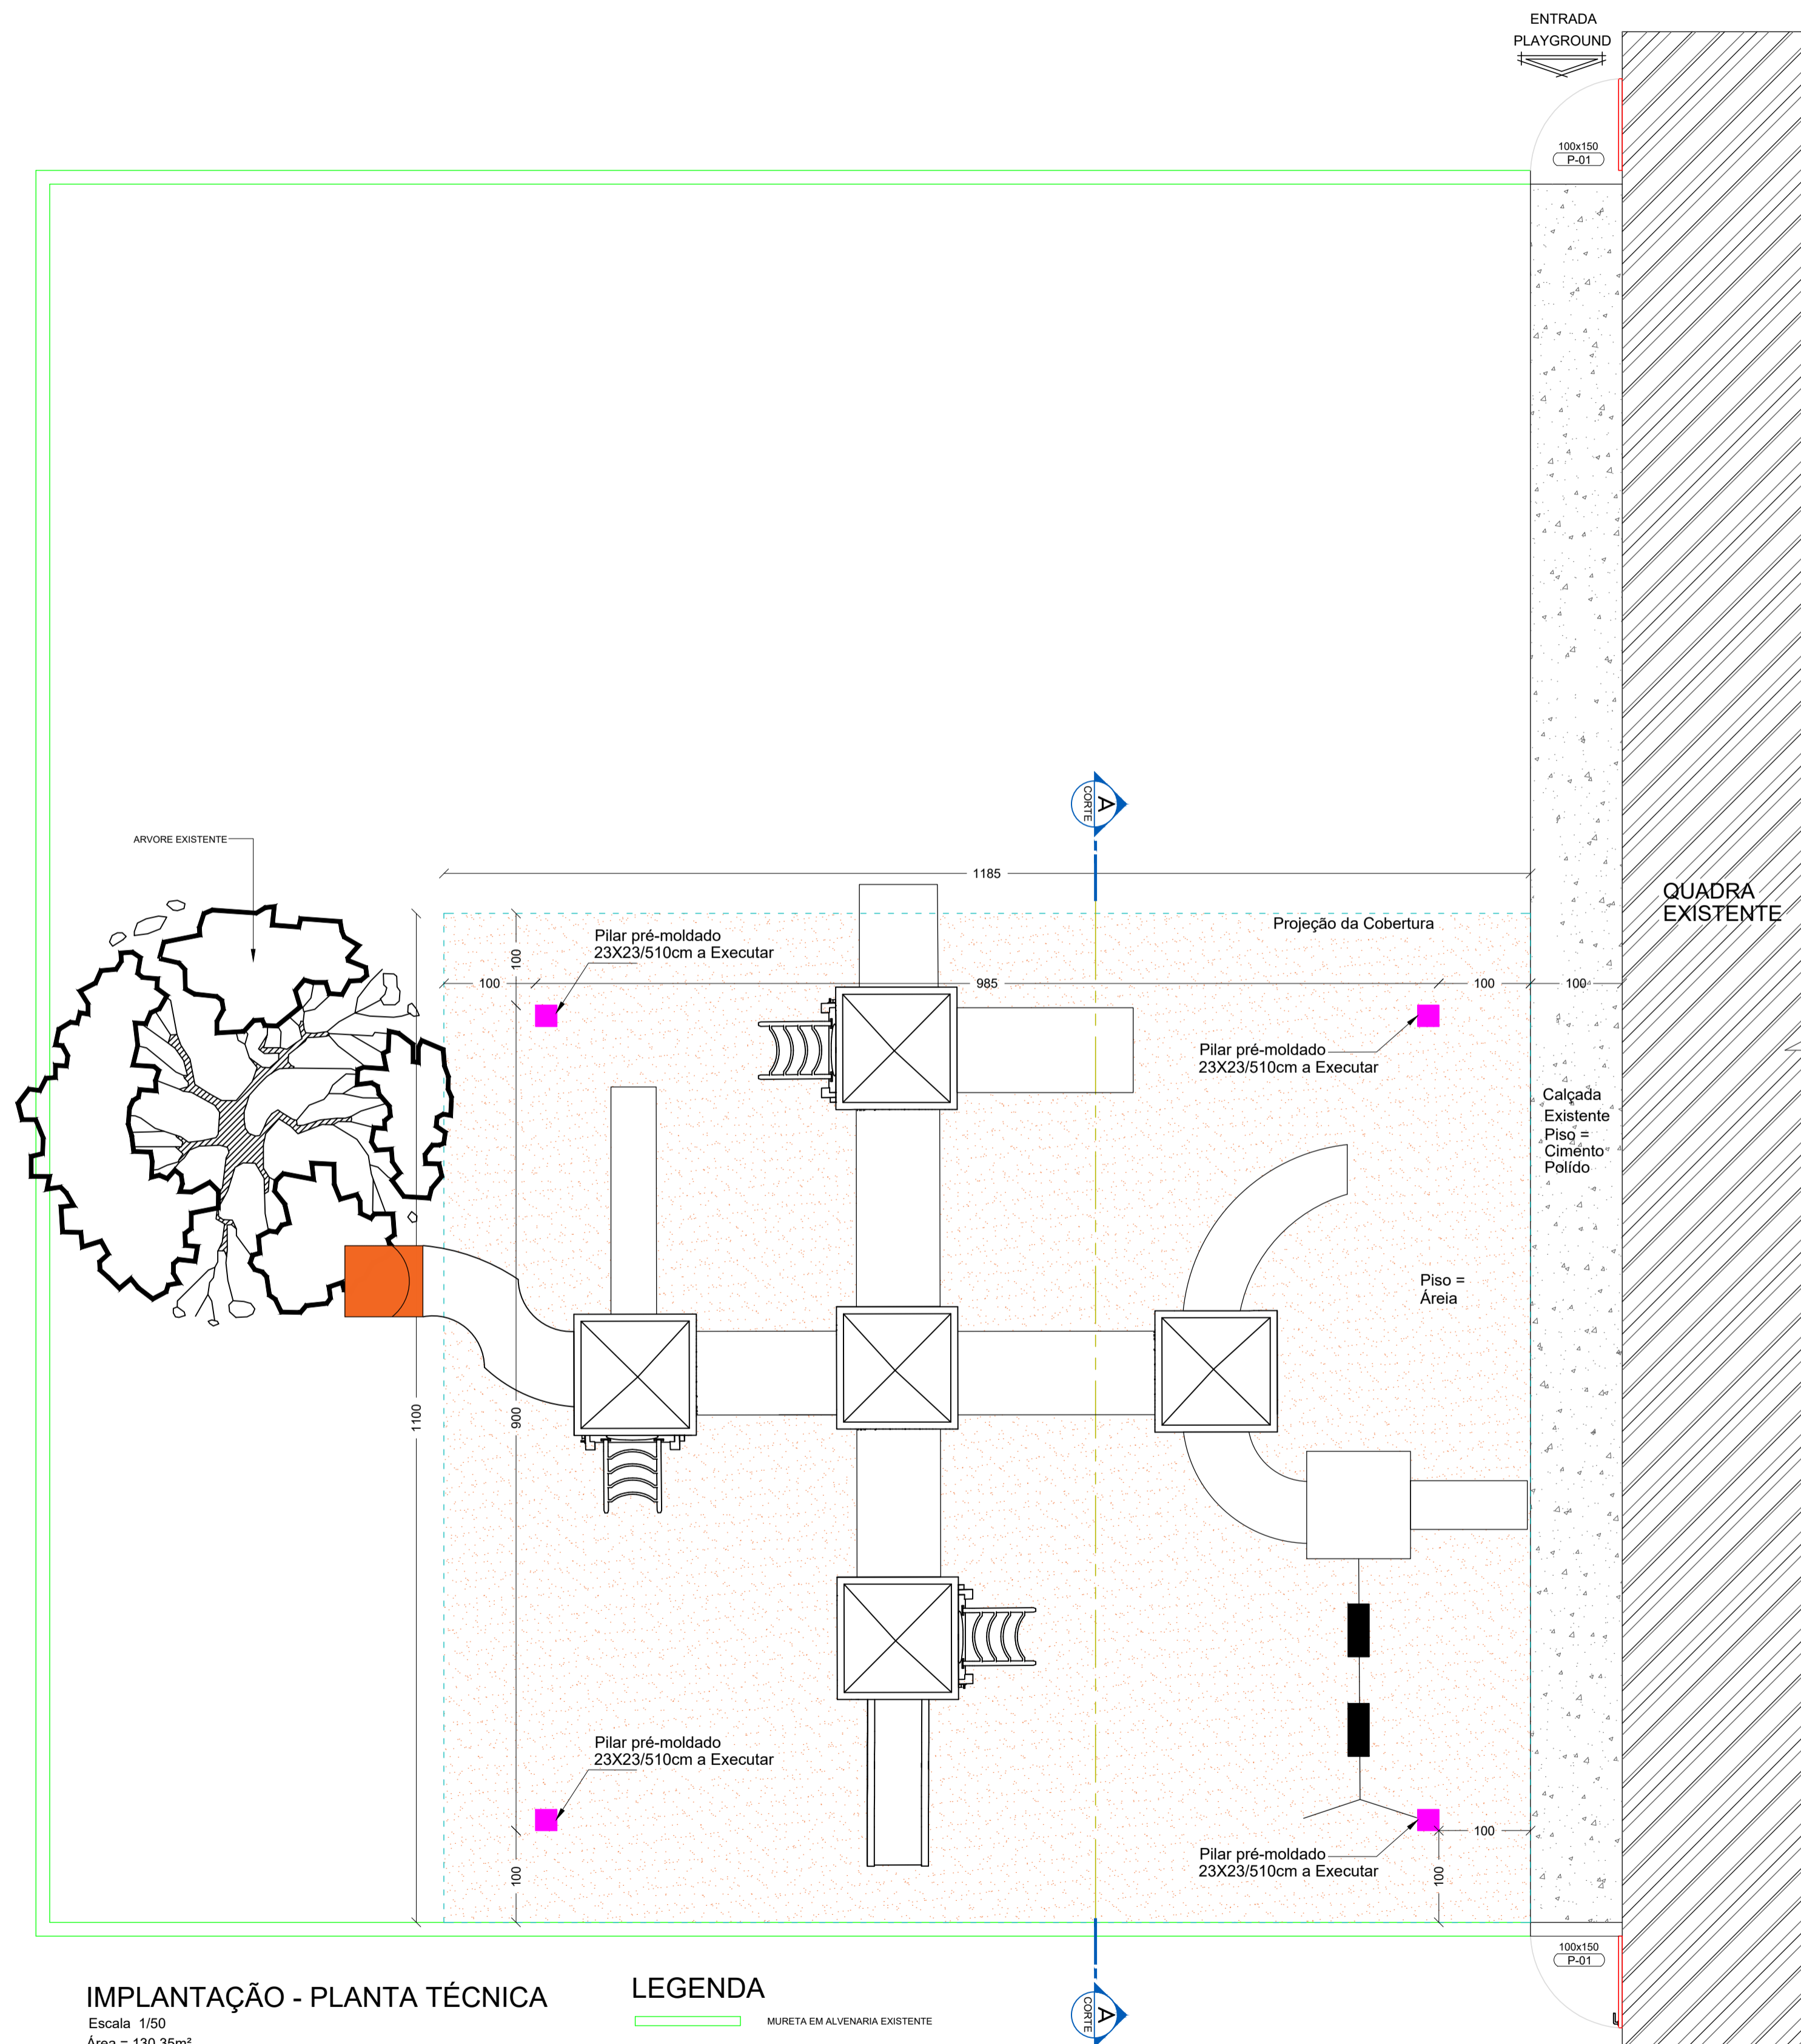 ENTRADA
PLAYGROUND
100x150
P-01
A
CORTE
ARVORE EXISTENTE
1185
QUADRA
EXISTENTE
Projeção da Cobertura
Pilar pré-moldado
23X23/510cm a Executar
100
100
985
100
100
Pilar pré-moldado
23X23/510cm a Executar
Calçada
Existente
Piso =
Cimento
Polído
Piso =
Áreia
1100
900
Pilar pré-moldado
23X23/510cm a Executar
100
Pilar pré-moldado
23X23/510cm a Executar
100
100
100x150
P-01
IMPLANTAÇÃO - PLANTA TÉCNICA
Escala 1/50
Área = 130,35m²
LEGENDA
MURETA EM ALVENARIA EXISTENTE
A
CORTE